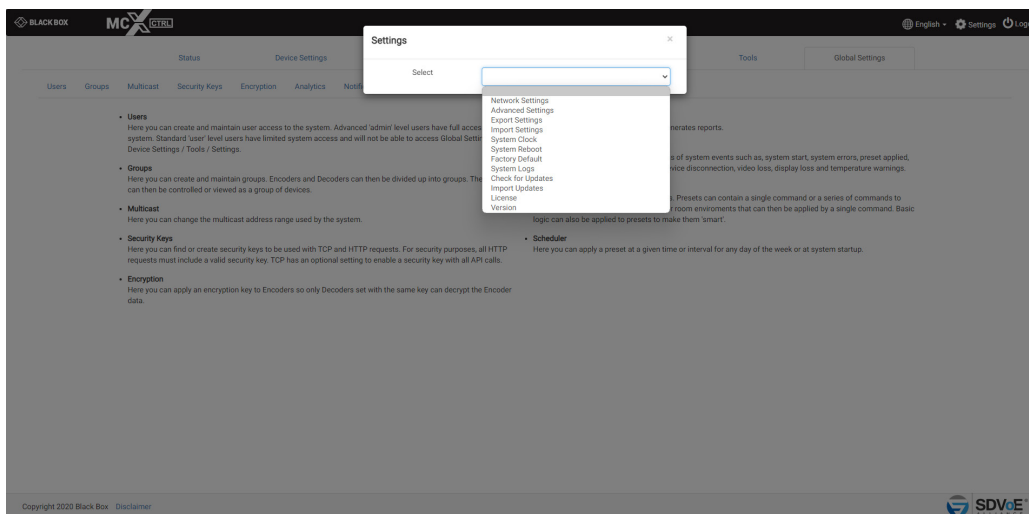 BLACK BOX
MCX CTRL
English
Settings
Log
Settings
×
Status
Device Settings
Tools
Global Settings
Select
Users
Groups
Multicast
Security Keys
Encryption
Analytics
Network Settings
Advanced Settings
Export Settings
Import Settings
System Clock
System Reboot
Factory Default
System Logs
Check for Updates
Import Updates
License
Version
• Users
Here you can create and maintain user access to the system. Advanced 'admin' level users have full
system. Standard 'user' level users have limited system access and will not be able to access Global
Device Settings / Tools / Settings.
• Groups
Here you can create and maintain groups. Encoders and Decoders can then be divided up into groups.
can then be controlled or viewed as a group of devices.
• Multicast
Here you can change the multicast address range used by the system.
• Security Keys
Here you can find or create security keys to be used with TCP and HTTP requests. For security purposes, all HTTP
requests must include a valid security key. TCP has an optional setting to enable a security key with all API calls.
• Encryption
Here you can apply an encryption key to Encoders so only Decoders set with the same key can decrypt the Encoder
data.
reports.
of system events such as, system start, system errors, preset applied,
disconnection, video loss, display loss and temperature warnings.
Presets can contain a single command or a series of commands to
room enviroments that can then be applied by a single command. Basic
logic can also be applied to presets to make them 'smart'.
• Scheduler
Here you can apply a preset at a given time or interval for any day of the week or at system startup.
Copyright 2020 Black Box Disclaimer
SDVoE